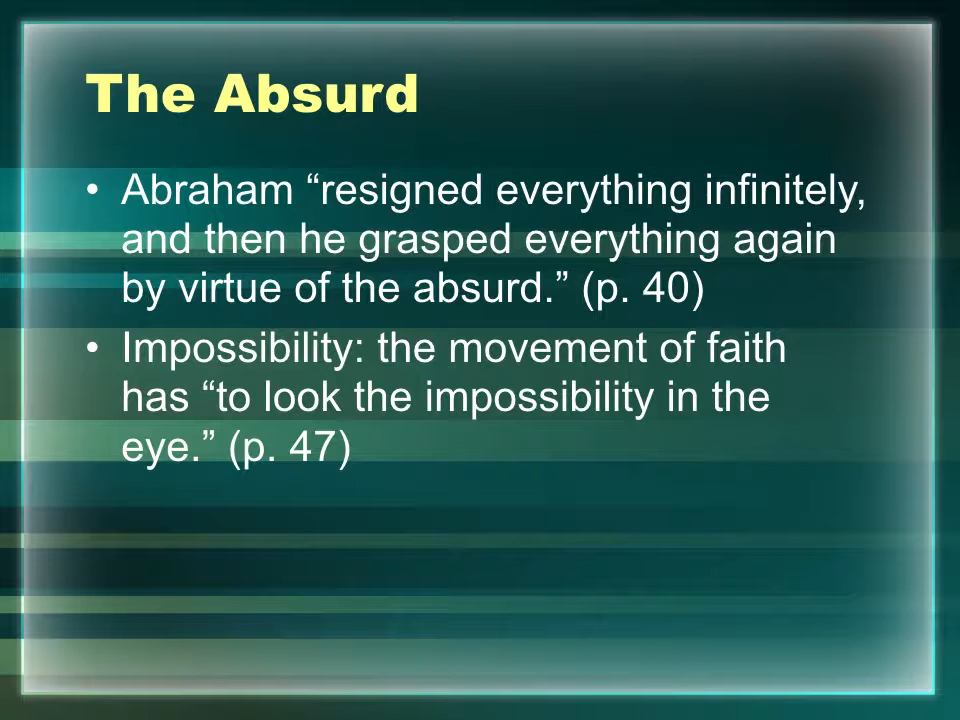 The Absurd
• Abraham “resigned everything infinitely,
and then he grasped everything again
by virtue of the absurd.” (p. 40)
• Impossibility: the movement of faith
has “to look the impossibility in the
eye.” (p. 47)